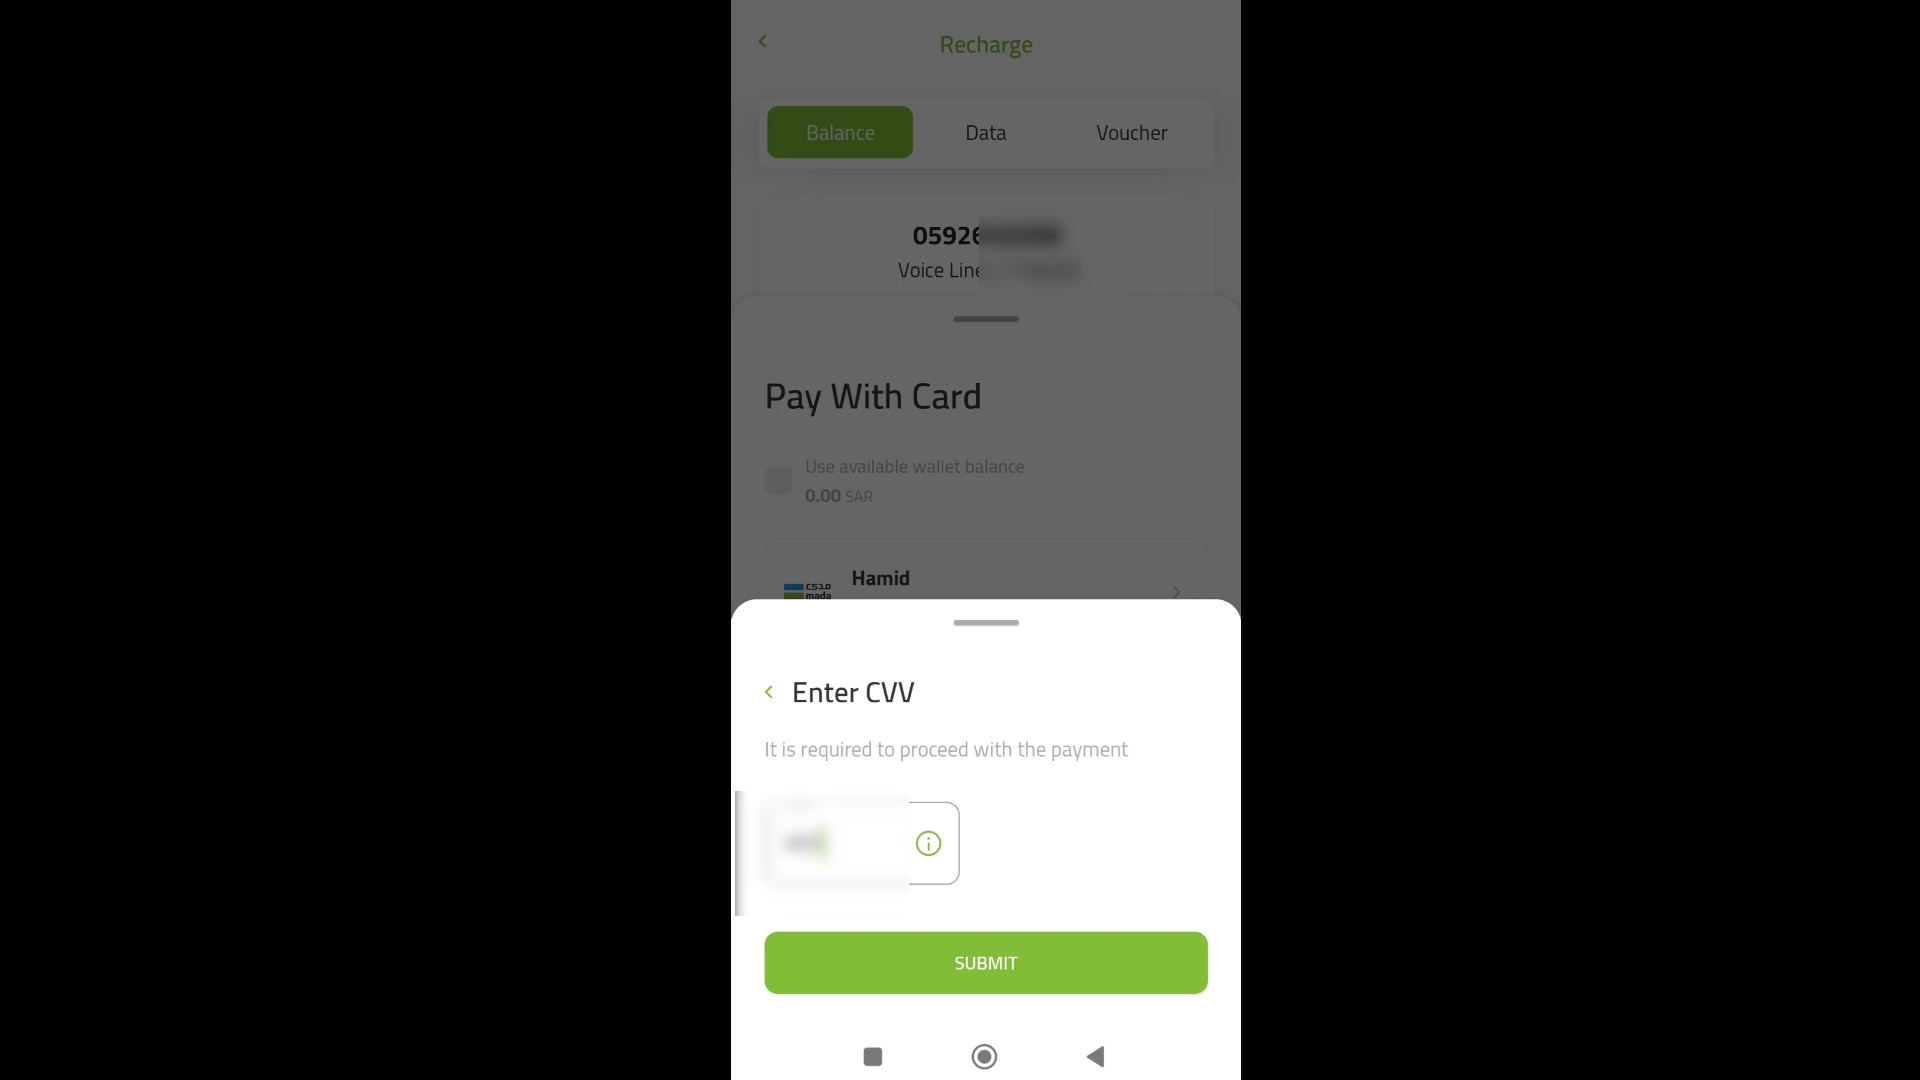 Recharge
Balance
Data
Voucher
05926
Voice Line
Pay With Card
Use available wallet balance
0.00 SAR
Hamid
مدى
mada
Enter CVV
It is required to proceed with the payment
SUBMIT